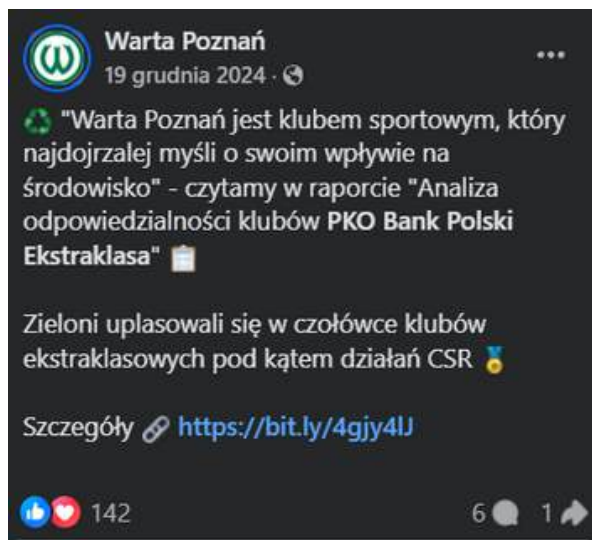 Warta Poznań
19 grudnia 2024 ·
♻️ "Warta Poznań jest klubem sportowym, który
najdojrzalej myśli o swoim wpływie na
środowisko" - czytamy w raporcie "Analiza
odpowiedzialności klubów PKO Bank Polski
Ekstraklasa" 📋
Zieloni uplasowali się w czołówce klubów
ekstraklasowych pod kątem działań CSR 🏅
Szczegóły 🔗 https://bit.ly/4gjy4lJ
142
6 1